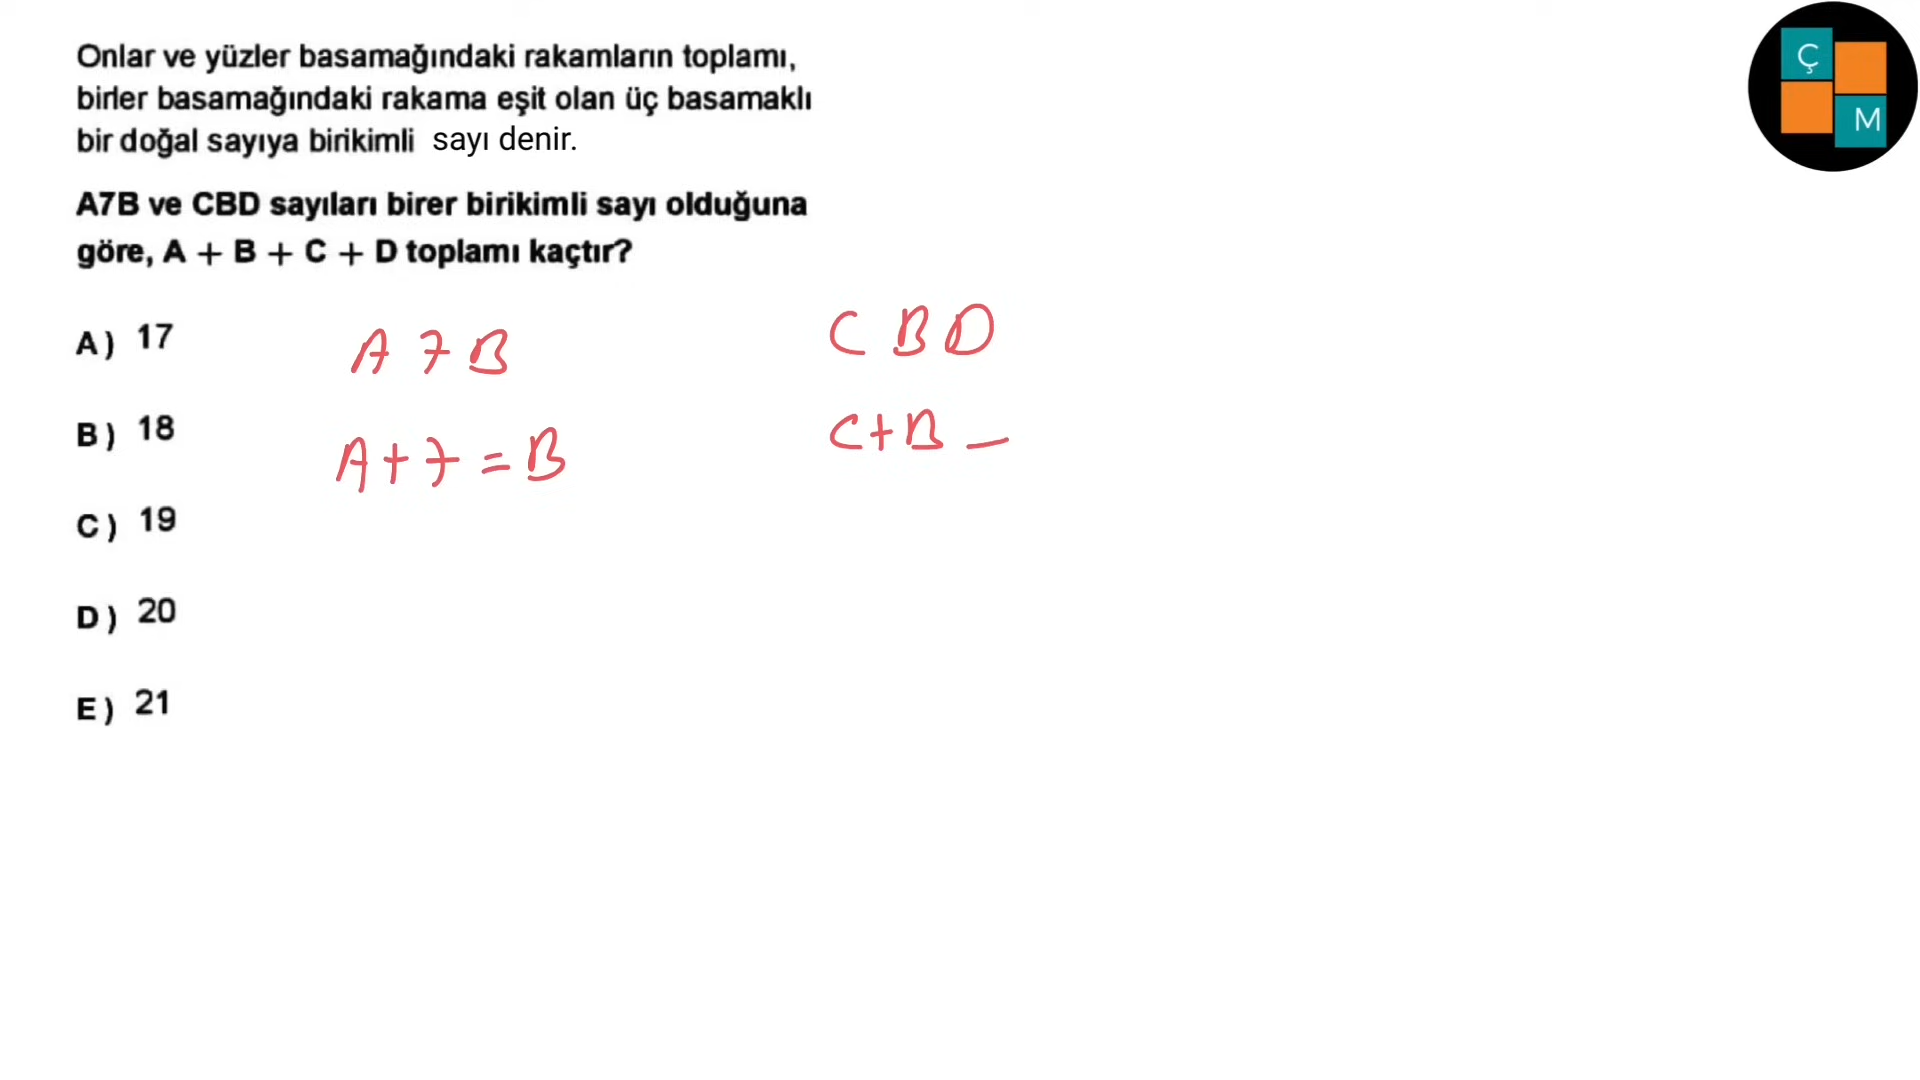 Onlar ve yüzler basamağındaki rakamların toplamı,
birler basamağındaki rakama eşit olan üç basamaklı
bir doğal sayıya birikimli sayı denir.
A7B ve CBD sayıları birer birikimli sayı olduğuna
göre, A + B + C + D toplamı kaçtır?
A) 17
B) 18
C) 19
D) 20
E) 21
A 7 B
A + 7 = B
C B D
C + B –
Ç
M